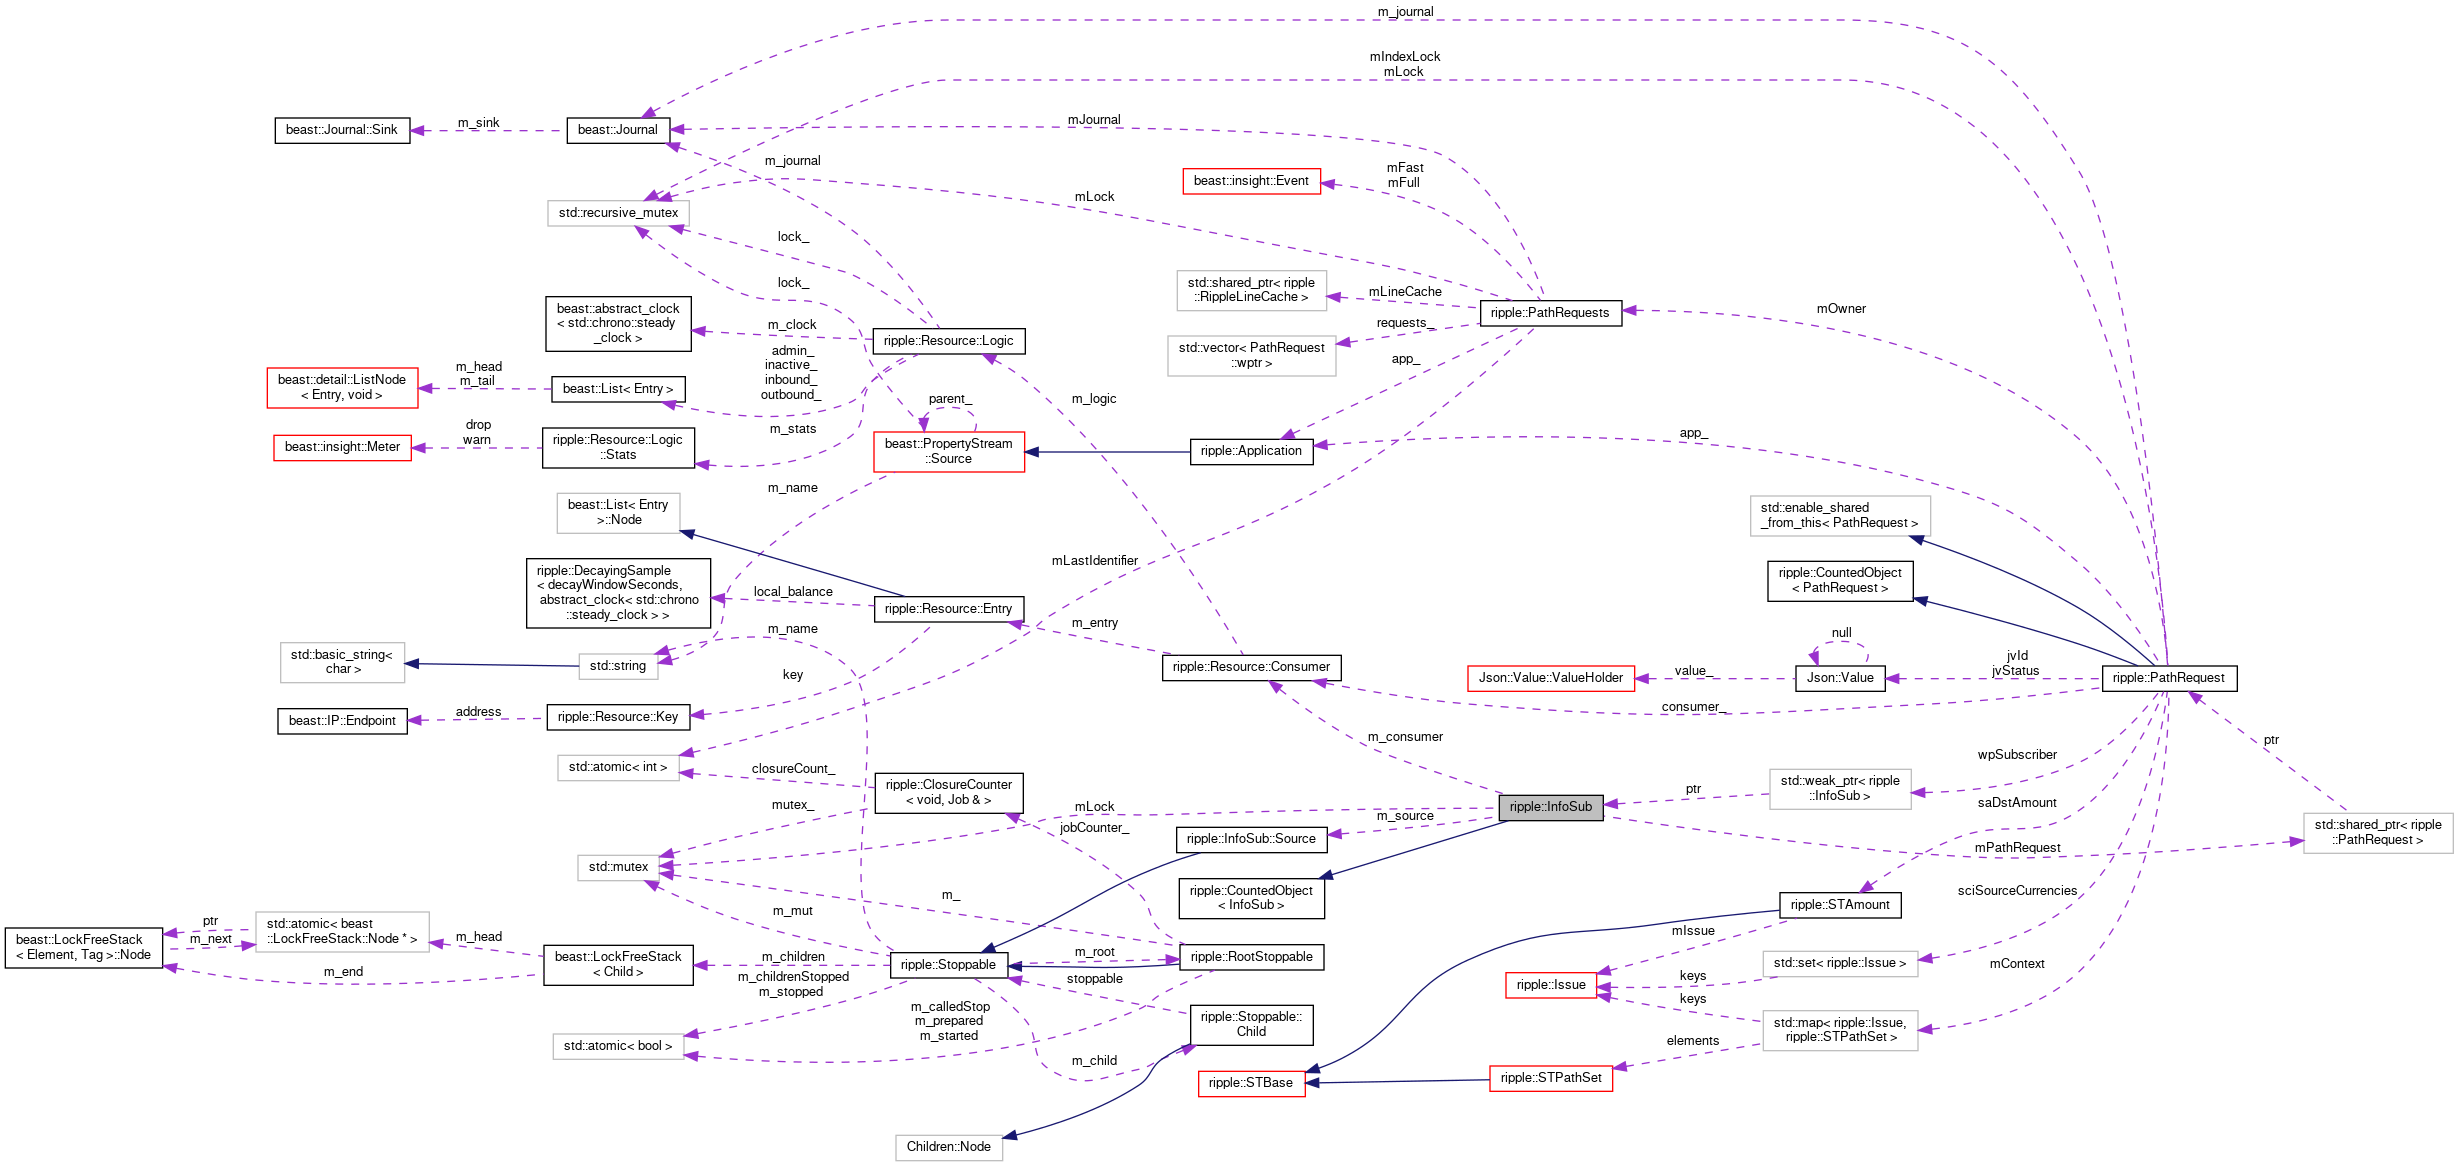 m_journal
mIndexLock
mLock
beast::Journal::Sink
m_sink
beast::Journal
mJournal
m_journal
beast::insight::Event
mFast
mFull
std::recursive_mutex
mLock
lock_
lock_
std::shared_ptr< ripple
::RippleLineCache >
mLineCache
ripple::PathRequests
mOwner
beast::abstract_clock
< std::chrono::steady
_clock >
m_clock
ripple::Resource::Logic
requests_
std::vector< PathRequest
::wptr >
app_
admin_
inactive_
inbound_
outbound_
beast::detail::ListNode
< Entry, void >
m_head
m_tail
beast::List< Entry >
parent_
m_logic
m_stats
beast::insight::Meter
drop
warn
ripple::Resource::Logic
::Stats
beast::PropertyStream
::Source
ripple::Application
app_
m_name
beast::List< Entry
>::Node
std::enable_shared
_from_this< PathRequest >
mLastIdentifier
ripple::DecayingSample
< decayWindowSeconds,
abstract_clock< std::chrono
::steady_clock > >
local_balance
ripple::Resource::Entry
ripple::CountedObject
< PathRequest >
m_name
m_entry
null
std::basic_string<
char >
std::string
key
ripple::Resource::Consumer
Json::Value::ValueHolder
value_
Json::Value
jvId
jvStatus
ripple::PathRequest
consumer_
beast::IP::Endpoint
address
ripple::Resource::Key
m_consumer
ptr
std::atomic< int >
closureCount_
ripple::ClosureCounter
< void, Job & >
wpSubscriber
std::weak_ptr< ripple
::InfoSub >
ptr
ripple::InfoSub
mutex_
mLock
m_source
saDstAmount
jobCounter_
ripple::InfoSub::Source
mPathRequest
std::shared_ptr< ripple
::PathRequest >
std::mutex
ripple::CountedObject
< InfoSub >
m_
sciSourceCurrencies
ripple::STAmount
m_mut
ptr
m_next
std::atomic< beast
::LockFreeStack::Node * >
m_head
beast::LockFreeStack
< Element, Tag >::Node
m_end
beast::LockFreeStack
< Child >
m_children
ripple::Stoppable
m_root
ripple::RootStoppable
mIssue
std::set< ripple::Issue >
mContext
m_childrenStopped
m_stopped
stoppable
ripple::Issue
keys
keys
m_calledStop
m_prepared
m_started
ripple::Stoppable::
Child
std::map< ripple::Issue,
ripple::STPathSet >
std::atomic< bool >
elements
m_child
ripple::STBase
ripple::STPathSet
Children::Node